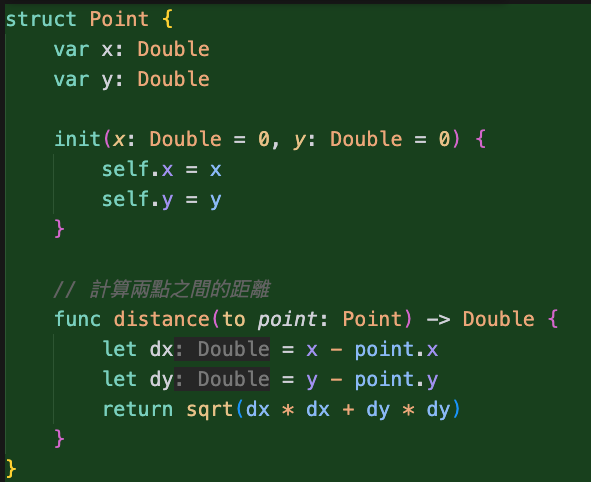 struct Point {
    var x: Double
    var y: Double

    init(x: Double = 0, y: Double = 0) {
        self.x = x
        self.y = y
    }

    // 計算兩點之間的距離
    func distance(to point: Point) -> Double {
        let dx: Double = x - point.x
        let dy: Double = y - point.y
        return sqrt(dx * dx + dy * dy)
    }
}